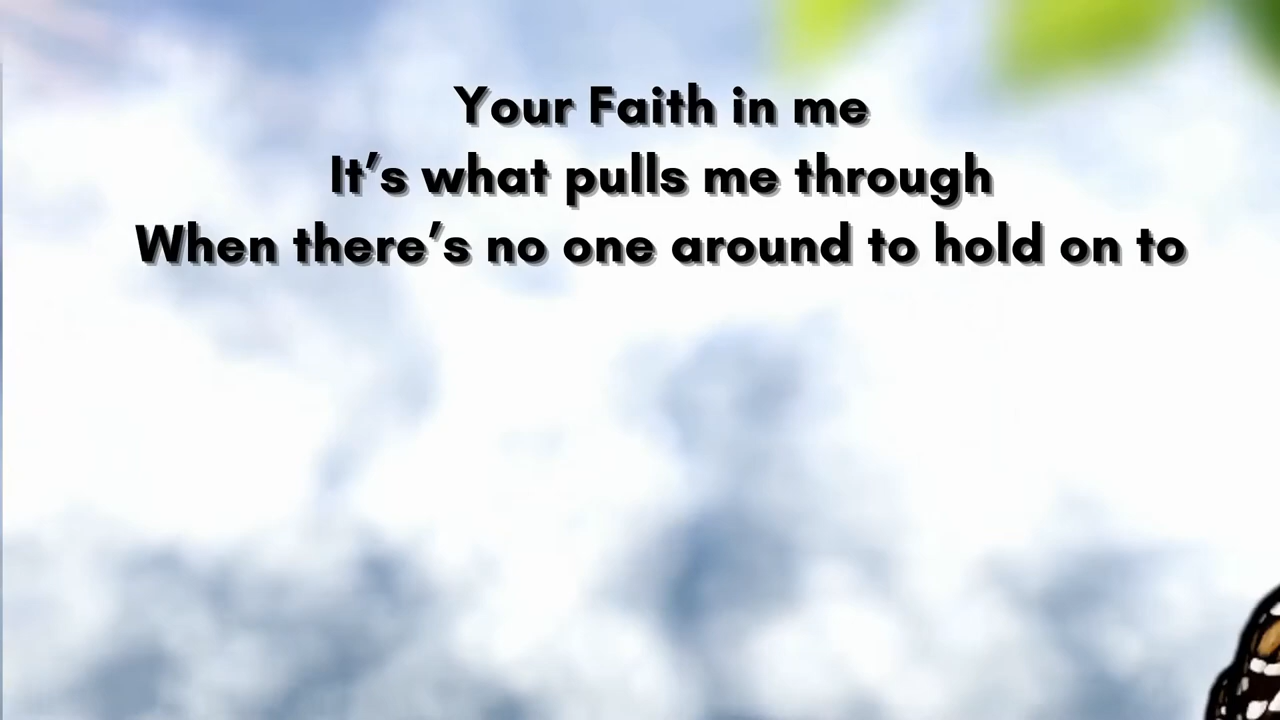 Your Faith in me
It's what pulls me through
When there's no one around to hold on to